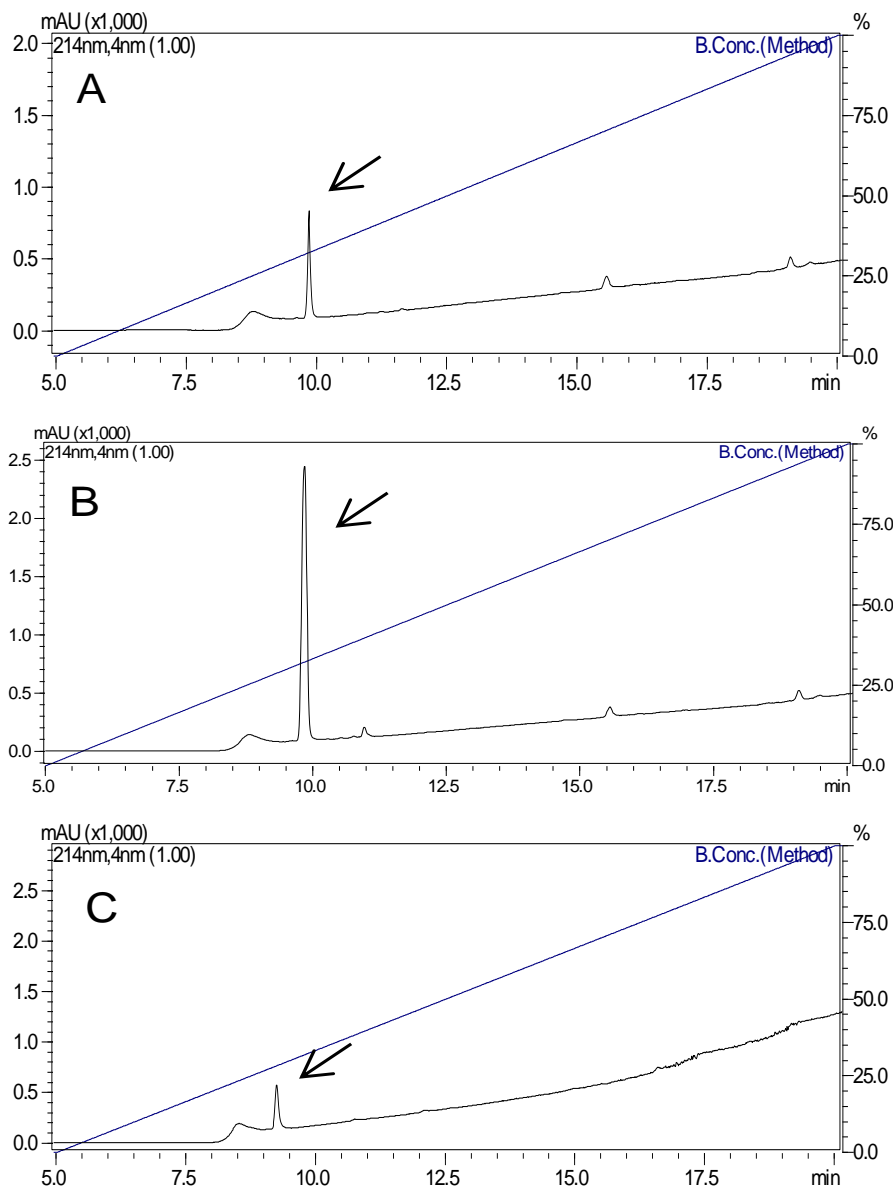 mAU (x1,000) %
214nm,4nm (1.00) B.Conc.(Method)
A
2.0
1.5 75.0
1.0 50.0
0.5 25.0
0.0 0.0
5.0 7.5 10.0 12.5 15.0 17.5 min
mAU (x1,000) %
214nm,4nm (1.00) B.Conc.(Method)
B
2.5
2.0 75.0
1.5 50.0
1.0
0.5 25.0
0.0 0.0
5.0 7.5 10.0 12.5 15.0 17.5 min
mAU (x1,000) %
214nm,4nm (1.00) B.Conc.(Method)
C
2.5 75.0
2.0
1.5 50.0
1.0
0.5 25.0
0.0 0.0
5.0 7.5 10.0 12.5 15.0 17.5 min